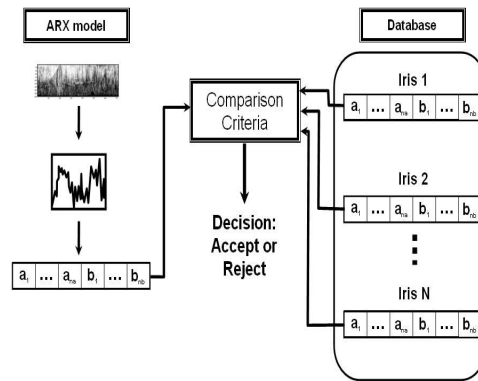 ARX model
Database
Iris 1
a1 ... ana b1 ... bnb
Comparison
Criteria
Iris 2
a1 ... ana b1 ... bnb
Decision:
Accept or
Reject
a1 ... ana b1 ... bnb
Iris N
a1 ... ana b1 ... bnb